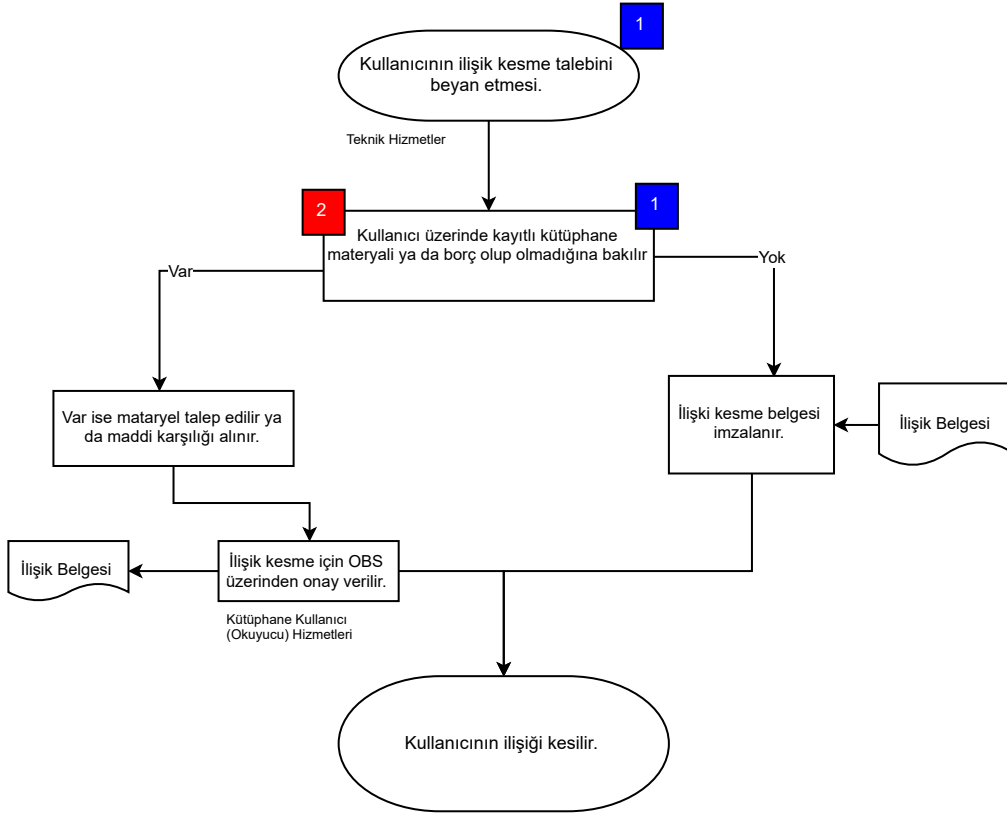 1
Kullanıcının ilişik kesme talebini
beyan etmesi.
Teknik Hizmetler
2
1
Kullanıcı üzerinde kayıtlı kütüphane
materyali ya da borç olup olmadığına bakılır
Var
Yok
Var ise mataryel talep edilir ya
da maddi karşılığı alınır.
İlişki kesme belgesi
imzalanır.
İlişik Belgesi
İlişik Belgesi
İlişik kesme için OBS
üzerinden onay verilir.
Kütüphane Kullanıcı
(Okuyucu) Hizmetleri
Kullanıcının ilişiği kesilir.